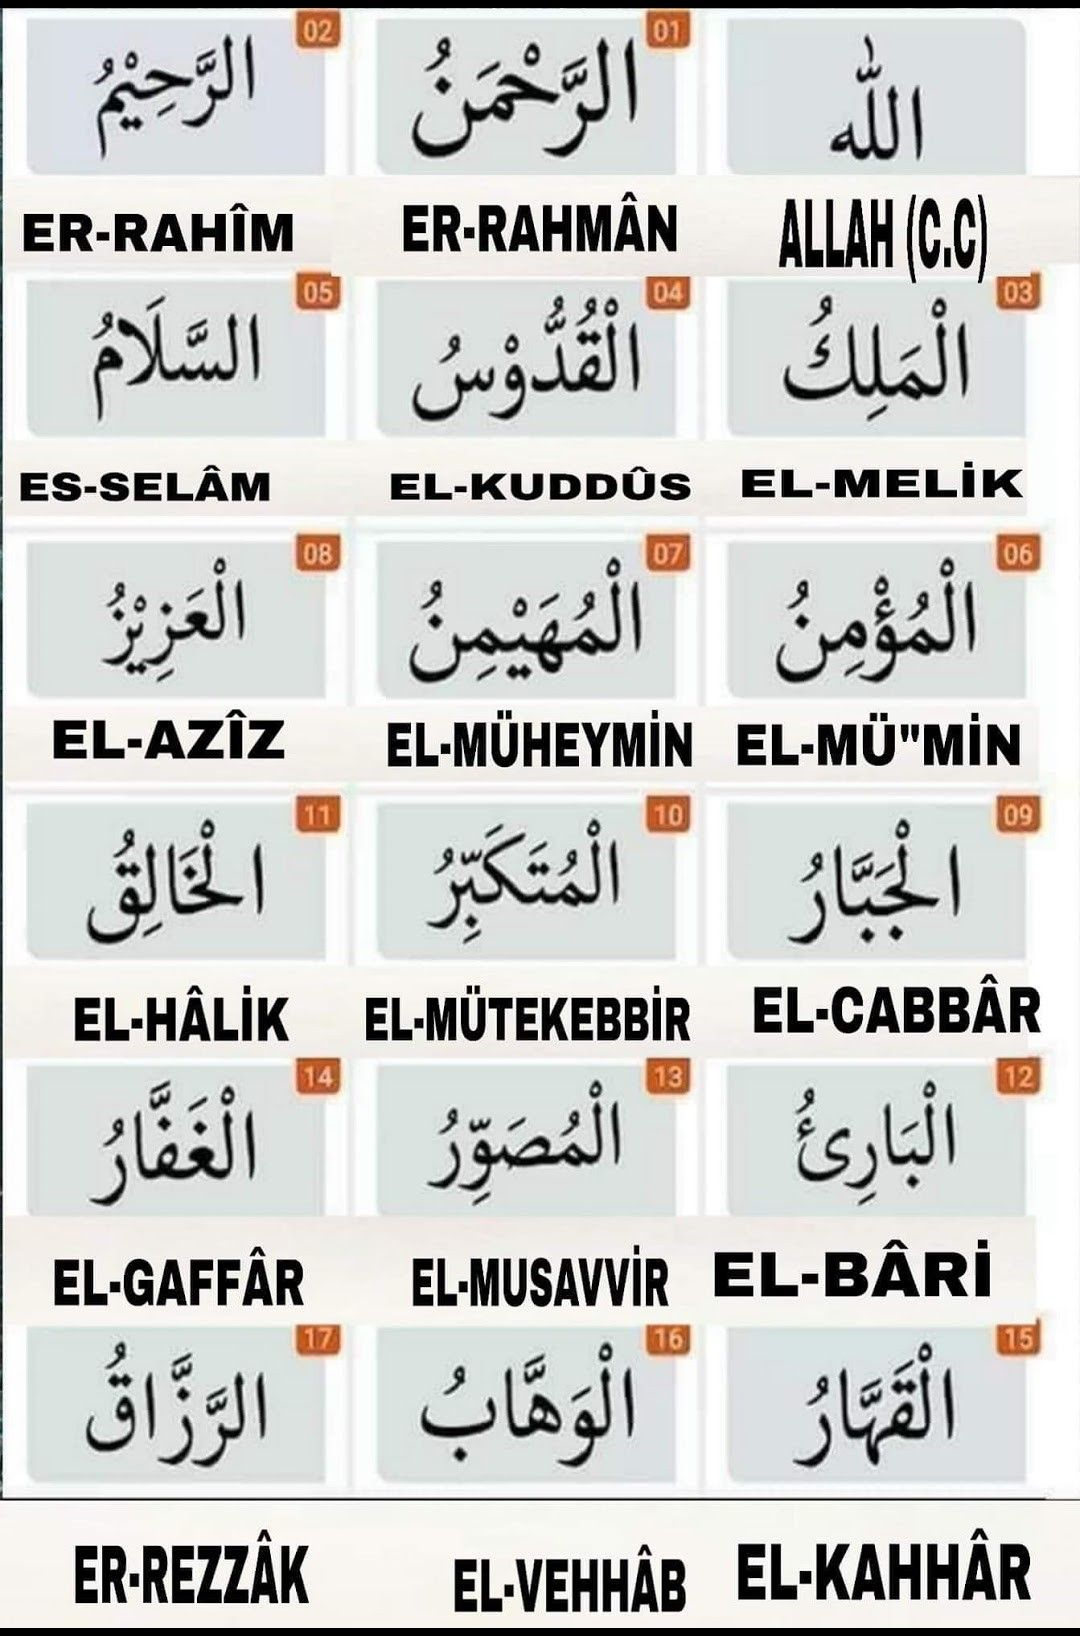 اللّٰه
01
الرَّحْمَنُ
02
الرَّحِيْمُ
ALLAH (C.C)
ER-RAHMÂN
ER-RAHÎM
03
الْمَلِكُ
04
الْقُدُّوْسُ
05
السَّلَامُ
EL-MELİK
EL-KUDDÛS
ES-SELÂM
06
الْمُؤْمِنُ
07
الْمُهَيْمِنُ
08
الْعَزِيْزُ
EL-MÜ"MİN
EL-MÜHEYMİN
EL-AZÎZ
09
الْجَبَّارُ
10
الْمُتَكَبِّرُ
11
الْخَالِقُ
EL-CABBÂR
EL-MÜTEKEBBİR
EL-HÂLİK
12
الْبَارِئُ
13
الْمُصَوِّرُ
14
الْغَفَّارُ
EL-BÂRİ
EL-MUSAVVİR
EL-GAFFÂR
15
الْقَهَّارُ
16
الْوَهَّابُ
17
الرَّزَّاقُ
EL-KAHHÂR
EL-VEHHÂB
ER-REZZÂK